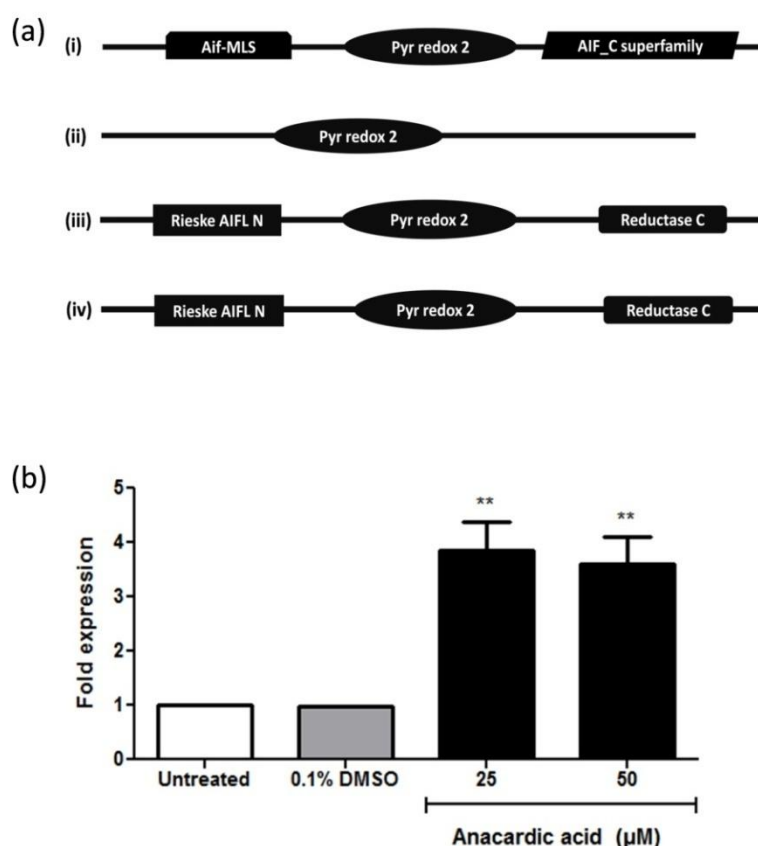 (a)
(i) Aif-MLS Pyr redox 2 AIF_C superfamily
(ii) Pyr redox 2
(iii) Rieske AIFL N Pyr redox 2 Reductase C
(iv) Rieske AIFL N Pyr redox 2 Reductase C
(b)
Fold expression
5
4
3
2
1
0
** **
Untreated 0.1% DMSO 25 50
Anacardic acid (µM)